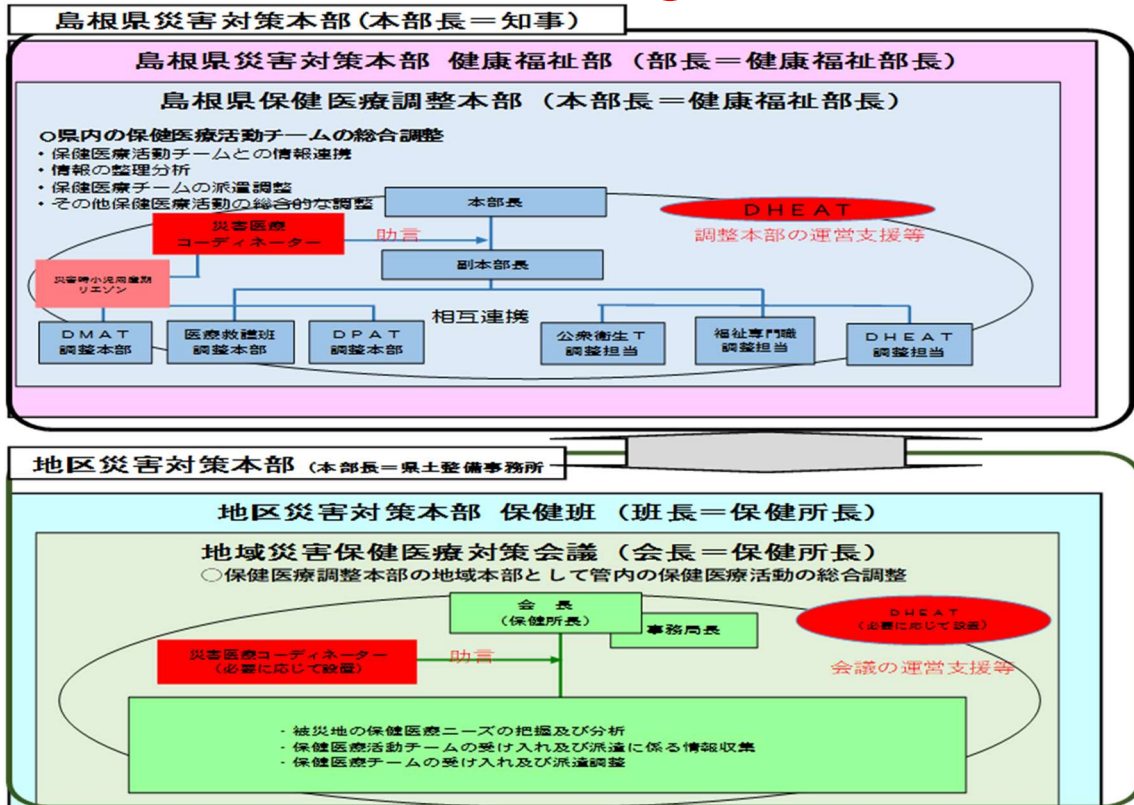 島根県災害対策本部(本部長＝知事)
島根県災害対策本部 健康福祉部 (部長＝健康福祉部長)
島根県保健医療調整本部 (本部長＝健康福祉部長)
○県内の保健医療活動チームの総合調整
・保健医療活動チームとの情報連携
・情報の整理分析
・保健医療チームの派遣調整
・その他保健医療活動の総合的な調整
本部長
DHEAT
災害医療
コーディネーター
助言
調整本部の運営支援等
副本部長
災害時小児周産期
リエゾン
相互連携
DMAT
調整本部
医療救護班
調整本部
DPAT
調整本部
公衆衛生T
調整担当
福祉専門職
調整担当
DHEAT
調整担当
地区災害対策本部 (本部長＝県土整備事務所
地区災害対策本部 保健班 (班長＝保健所長)
地域災害保健医療対策会議 (会長＝保健所長)
○保健医療調整本部の地域本部として管内の保健医療活動の総合調整
会 長
(保健所長)
事務局長
DHEAT
(必要に応じて設置)
災害医療コーディネーター
(必要に応じて設置)
助言
会議の運営支援等
・被災地の保健医療ニーズの把握及び分析
・保健医療活動チームの受け入れ及び派遣に係る情報収集
・保健医療チームの受け入れ及び派遣調整